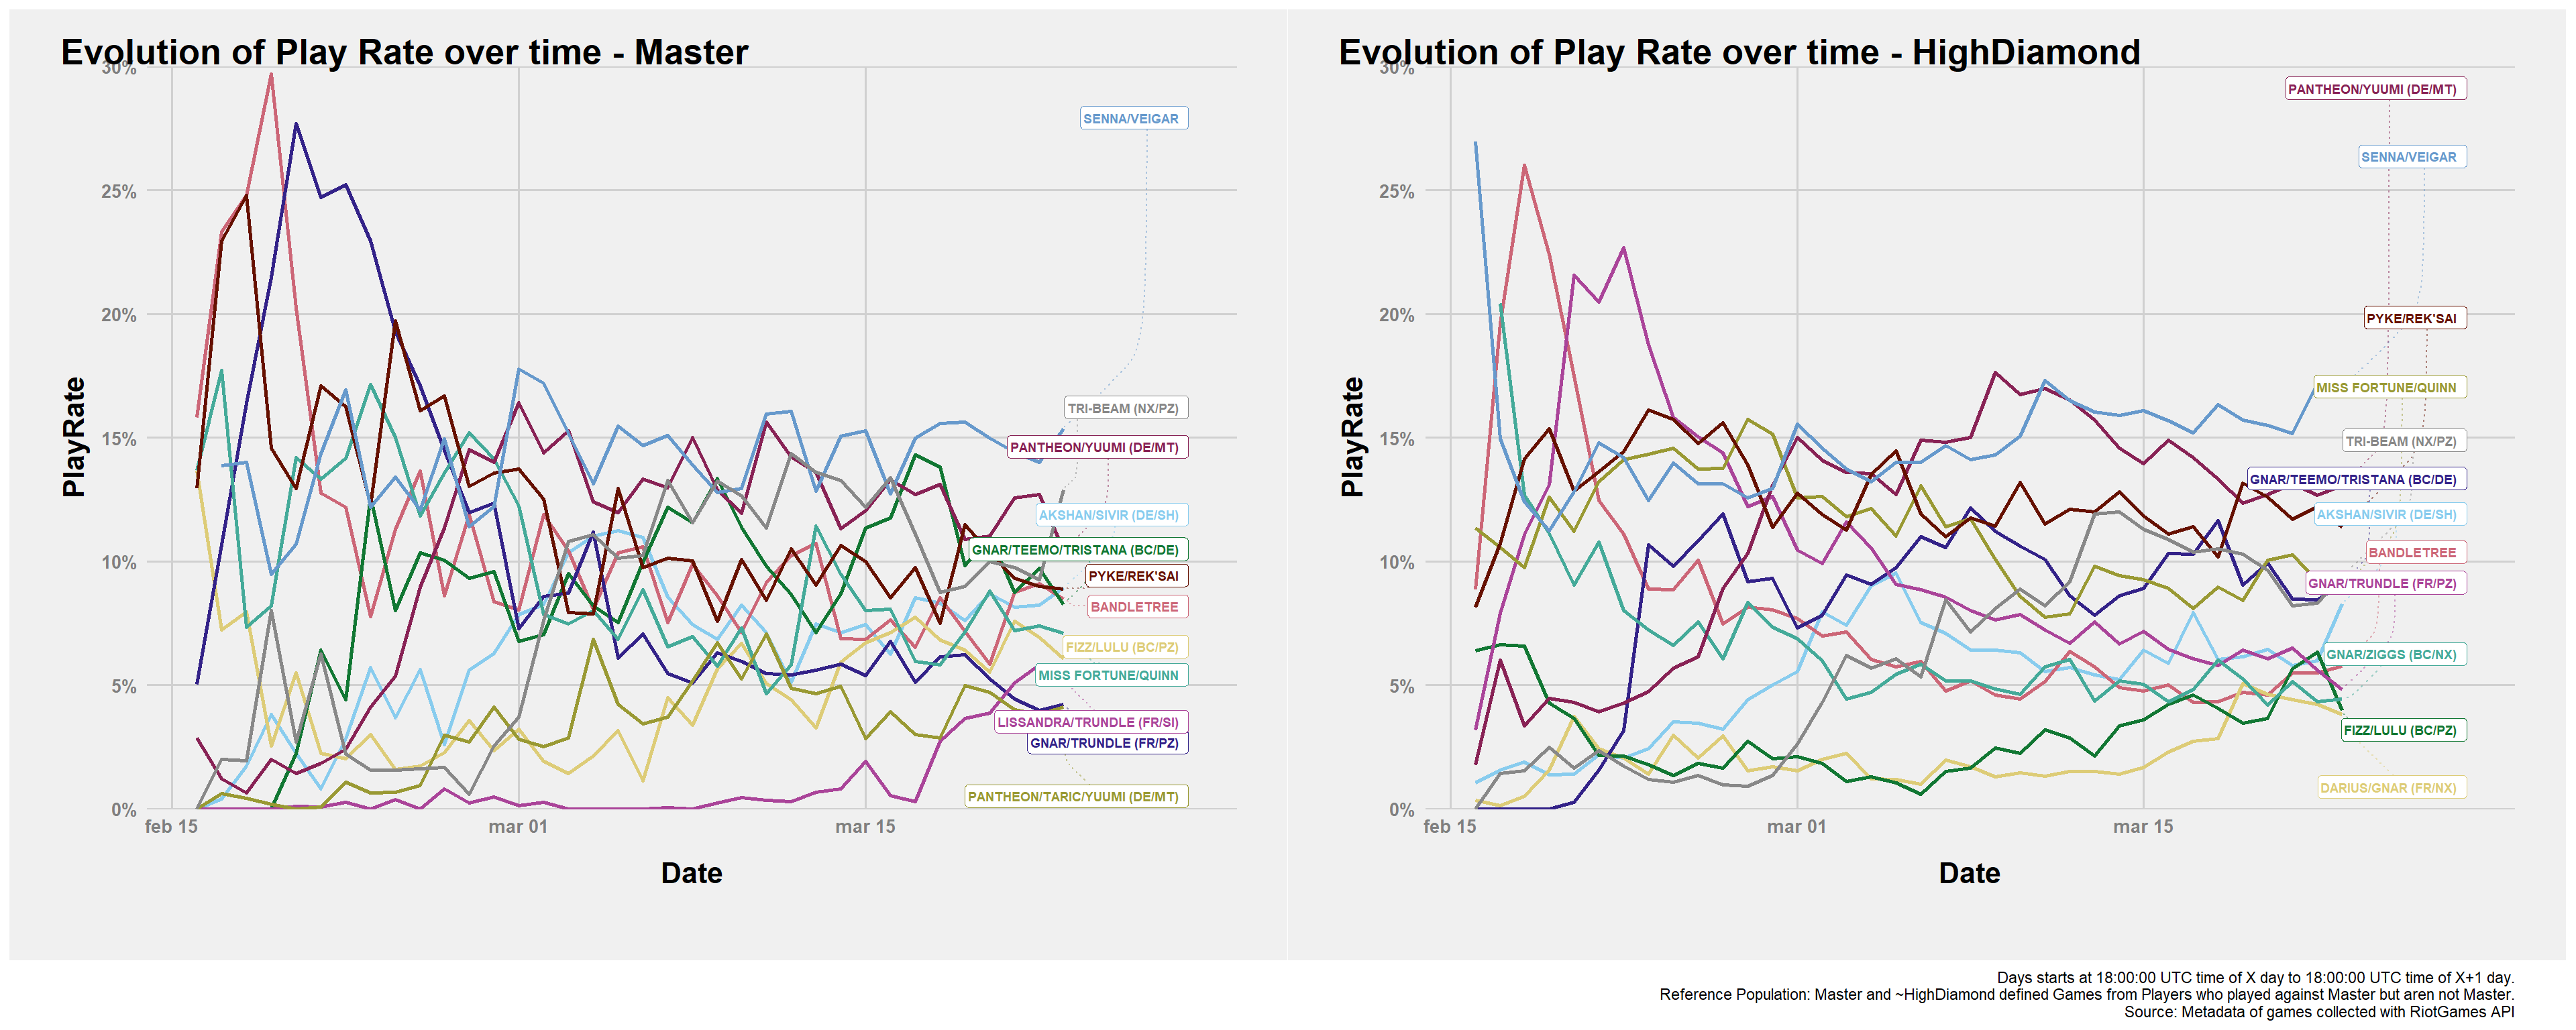 Evolution of Play Rate over time - Master
30%
25%
20%
15%
10%
5%
0%
PlayRate
feb 15
mar 01
mar 15
Date
SENNA/VEIGAR
TRI-BEAM (NX/PZ)
PANTHEON/YUUMI (DE/MT)
AKSHAN/SIVIR (DE/SH)
GNAR/TEEMO/TRISTANA (BC/DE)
PYKE/REK'SAI
BANDLETREE
FIZZ/LULU (BC/PZ)
MISS FORTUNE/QUINN
LISSANDRA/TRUNDLE (FR/SI)
GNAR/TRUNDLE (FR/PZ)
PANTHEON/TARIC/YUUMI (DE/MT)
Evolution of Play Rate over time - HighDiamond
30%
25%
20%
15%
10%
5%
0%
PlayRate
feb 15
mar 01
mar 15
Date
PANTHEON/YUUMI (DE/MT)
SENNA/VEIGAR
PYKE/REK'SAI
MISS FORTUNE/QUINN
TRI-BEAM (NX/PZ)
GNAR/TEEMO/TRISTANA (BC/DE)
AKSHAN/SIVIR (DE/SH)
BANDLETREE
GNAR/TRUNDLE (FR/PZ)
GNAR/ZIGGS (BC/NX)
FIZZ/LULU (BC/PZ)
DARIUS/GNAR (FR/NX)
Days starts at 18:00:00 UTC time of X day to 18:00:00 UTC time of X+1 day.
Reference Population: Master and ~HighDiamond defined Games from Players who played against Master but aren not Master.
Source: Metadata of games collected with RiotGames API